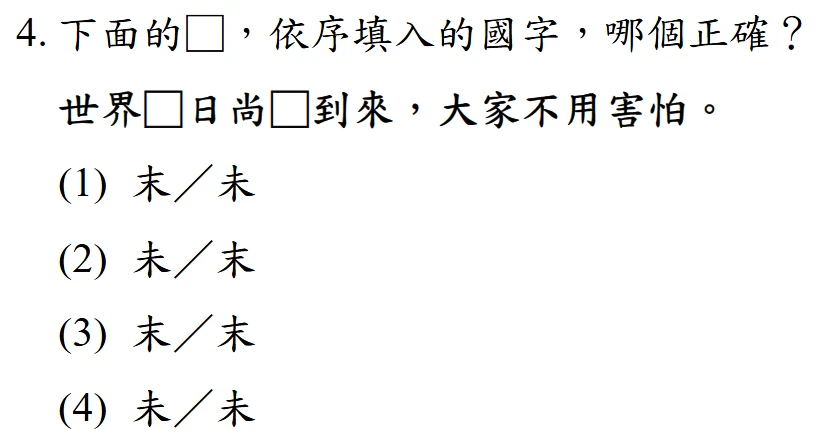 4. 下面的□，依序填入的國字，哪個正確？
世界□日尚□到來，大家不用害怕。
(1) 末／未
(2) 未／末
(3) 末／末
(4) 未／未